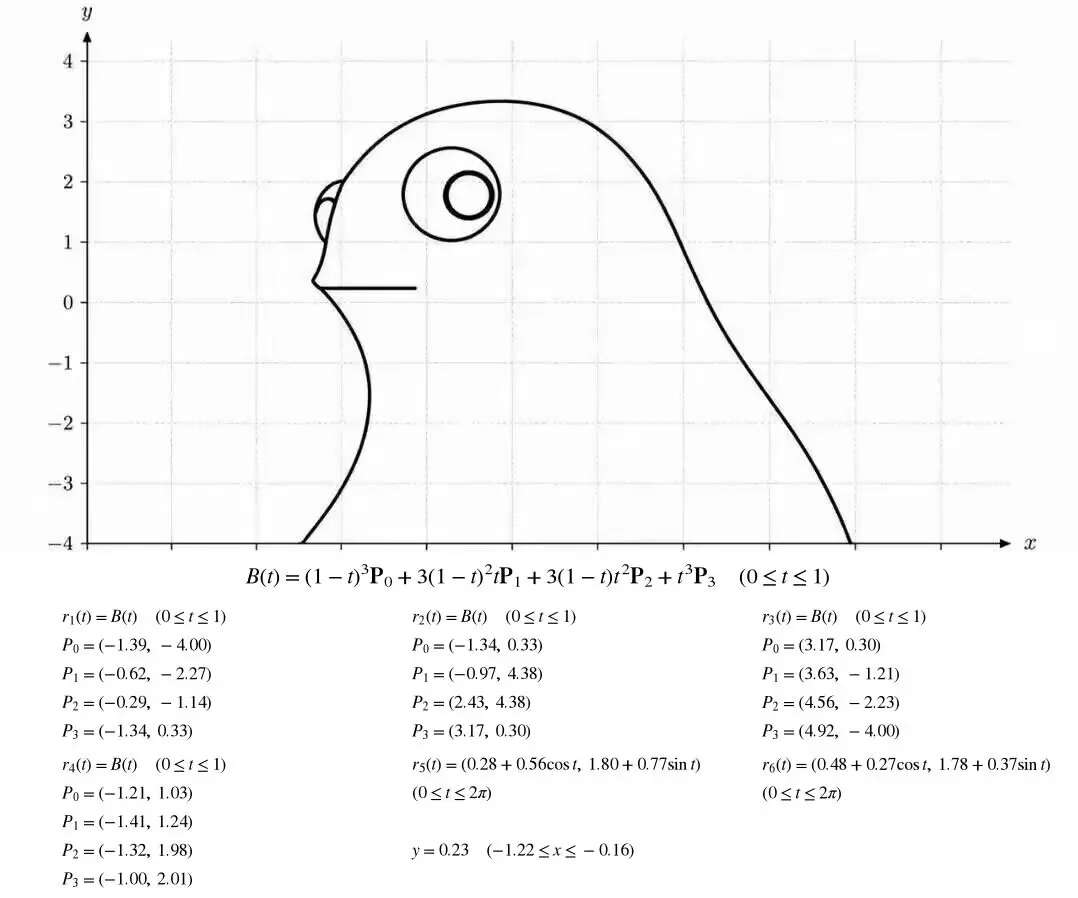 y
4
3
2
1
0
−1
−2
−3
−4
x
B(t) = (1 − t)³P₀ + 3(1 − t)²tP₁ + 3(1 − t)t²P₂ + t³P₃ (0 ≤ t ≤ 1)
r₁(t) = B(t) (0 ≤ t ≤ 1)
P₀ = (−1.39, −4.00)
P₁ = (−0.62, −2.27)
P₂ = (−0.29, −1.14)
P₃ = (−1.34, 0.33)
r₂(t) = B(t) (0 ≤ t ≤ 1)
P₀ = (−1.34, 0.33)
P₁ = (−0.97, 4.38)
P₂ = (2.43, 4.38)
P₃ = (3.17, 0.30)
r₃(t) = B(t) (0 ≤ t ≤ 1)
P₀ = (3.17, 0.30)
P₁ = (3.63, −1.21)
P₂ = (4.56, −2.23)
P₃ = (4.92, −4.00)
r₄(t) = B(t) (0 ≤ t ≤ 1)
P₀ = (−1.21, 1.03)
P₁ = (−1.41, 1.24)
P₂ = (−1.32, 1.98)
P₃ = (−1.00, 2.01)
r₅(t) = (0.28 + 0.56cos t, 1.80 + 0.77sin t)
(0 ≤ t ≤ 2π)
y = 0.23 (−1.22 ≤ x ≤ −0.16)
r₆(t) = (0.48 + 0.27cos t, 1.78 + 0.37sin t)
(0 ≤ t ≤ 2π)